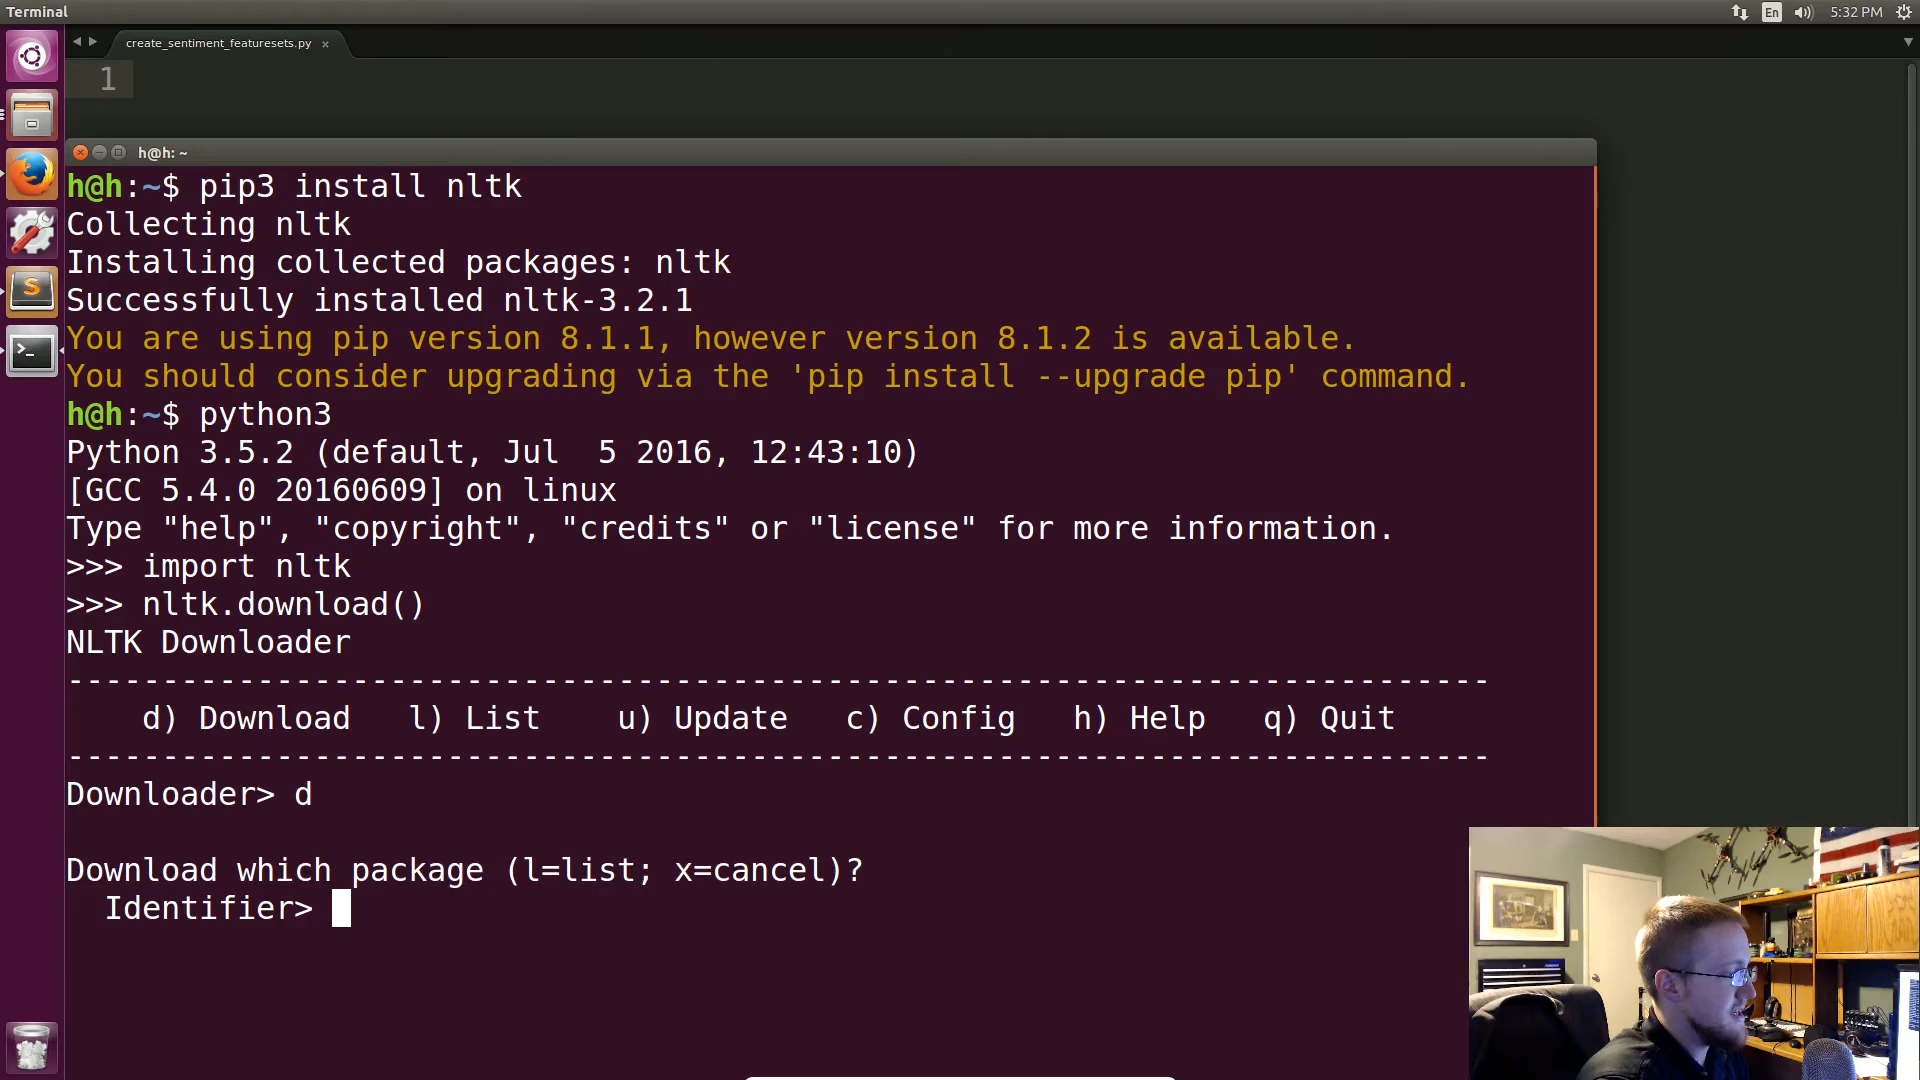 Terminal
En
5:32 PM
create_sentiment_featuresets.py
1
h@h: ~
h@h:~$ pip3 install nltk
Collecting nltk
Installing collected packages: nltk
Successfully installed nltk-3.2.1
You are using pip version 8.1.1, however version 8.1.2 is available.
You should consider upgrading via the 'pip install --upgrade pip' command.
h@h:~$ python3
Python 3.5.2 (default, Jul  5 2016, 12:43:10)
[GCC 5.4.0 20160609] on linux
Type "help", "copyright", "credits" or "license" for more information.
>>> import nltk
>>> nltk.download()
NLTK Downloader
---------------------------------------------------------------------------
    d) Download   l) List    u) Update   c) Config   h) Help   q) Quit
---------------------------------------------------------------------------
Downloader> d
Download which package (l=list; x=cancel)?
  Identifier>